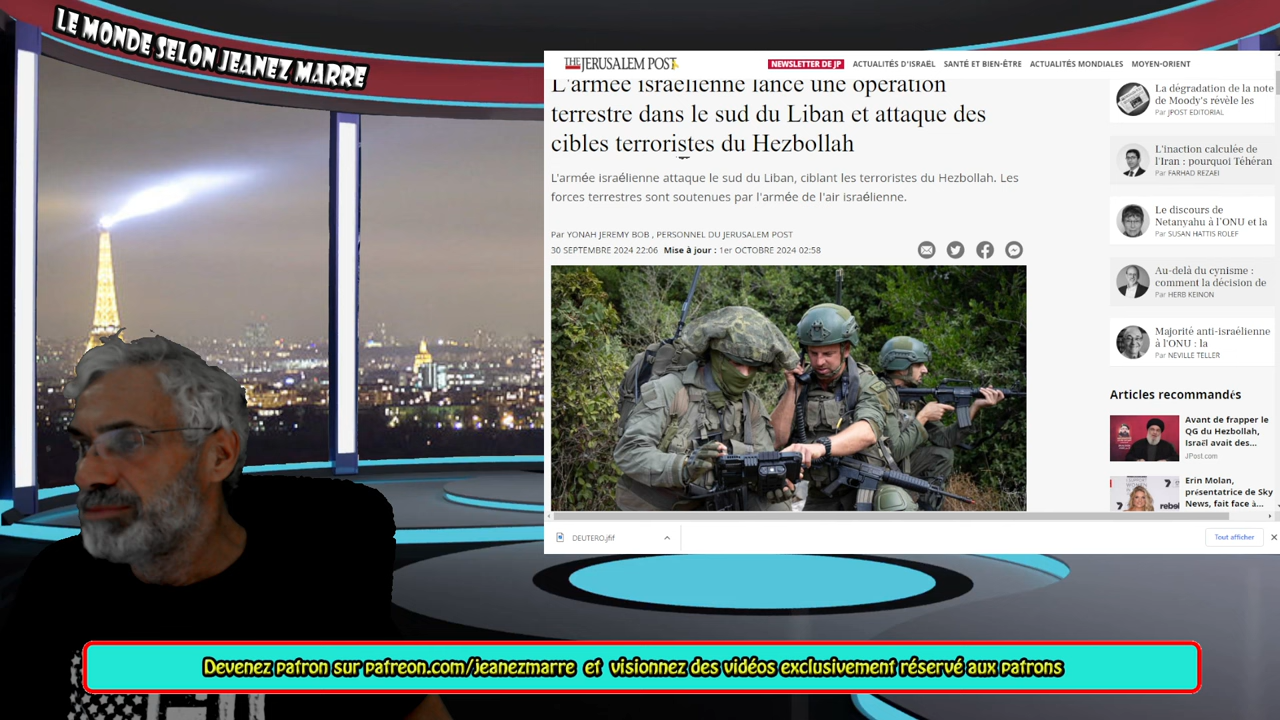 LE MONDE SELON JEANEZ MARRE
THE JERUSALEM POST
NEWSLETTER DE JP ACTUALITÉS D'ISRAËL SANTÉ ET BIEN-ÊTRE ACTUALITÉS MONDIALES MOYEN-ORIENT
L'armée israélienne lance une opération
terrestre dans le sud du Liban et attaque des
cibles terroristes du Hezbollah
L'armée israélienne attaque le sud du Liban, ciblant les terroristes du Hezbollah. Les
forces terrestres sont soutenues par l'armée de l'air israélienne.
Par YONAH JEREMY BOB , PERSONNEL DU JERUSALEM POST
30 SEPTEMBRE 2024 22:06 Mise à jour : 1er OCTOBRE 2024 02:58
La dégradation de la note
de Moody's révèle les
Par JPOST EDITORIAL
L'inaction calculée de
l'Iran : pourquoi Téhéran
Par FARHAD REZAEI
Le discours de
Netanyahu à l'ONU et la
Par SUSAN HATTIS ROLEF
Au-delà du cynisme :
comment la décision de
Par HERB KEINON
Majorité anti-israélienne
à l'ONU : la
Par NEVILLE TELLER
Articles recommandés
Avant de frapper le
QG du Hezbollah,
Israël avait des...
JPost.com
Erin Molan,
présentatrice de Sky
News, fait face à...
DEUTERO.jfif
Tout afficher
Devenez patron sur patreon.com/jeanezmarre et visionnez des vidéos exclusivement réservé aux patrons